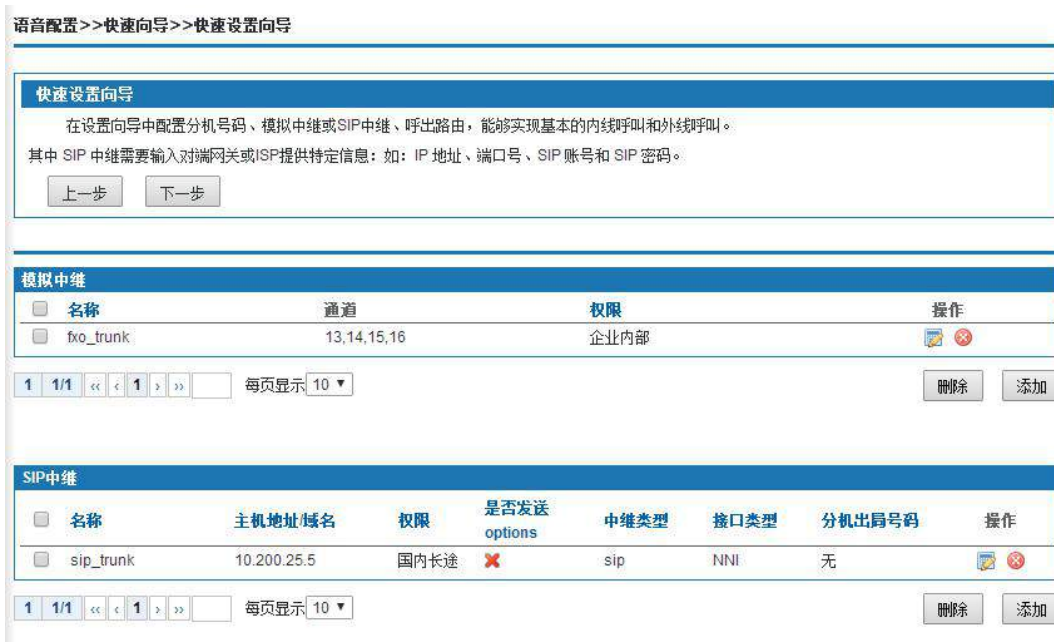 语音配置>>快速向导>>快速设置向导
快速设置向导
在设置向导中配置分机号码、模拟中继或SIP中继、呼出路由，能够实现基本的内线呼叫和外线呼叫。
其中 SIP 中继需要输入对端网关或ISP提供特定信息：如：IP 地址、端口号、SIP 账号和 SIP 密码。
上一步 下一步
模拟中继
名称 通道 权限 操作
fxo_trunk 13,14,15,16 企业内部
1 1/1 ‹‹ ‹ 1 › ›› 每页显示 10 ▼ 删除 添加
SIP中继
名称 主机地址/域名 权限 是否发送 options 中继类型 接口类型 分机出局号码 操作
sip_trunk 10.200.25.5 国内长途 sip NNI 无
1 1/1 ‹‹ ‹ 1 › ›› 每页显示 10 ▼ 删除 添加